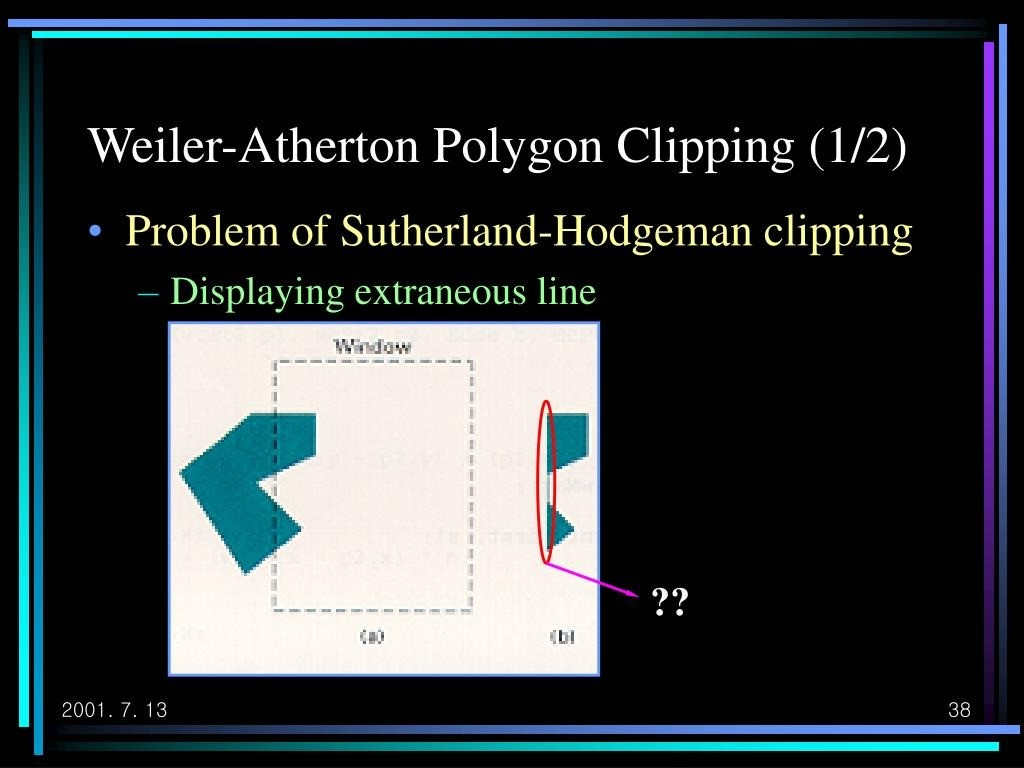 Weiler-Atherton Polygon Clipping (1/2)
• Problem of Sutherland-Hodgeman clipping
– Displaying extraneous line
Window
(a)
(b)
??
2001. 7. 13
38